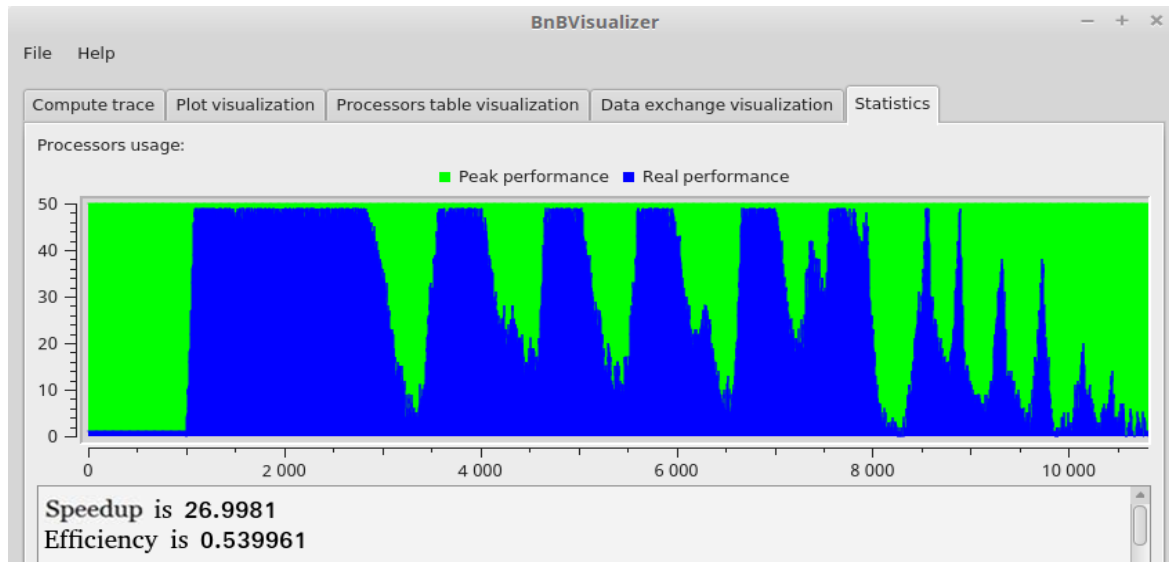 BnBVisualizer
File Help
Compute trace Plot visualization Processors table visualization Data exchange visualization Statistics
Processors usage:
Peak performance Real performance
50
40
30
20
10
0
0 2 000 4 000 6 000 8 000 10 000
Speedup is 26.9981
Efficiency is 0.539961